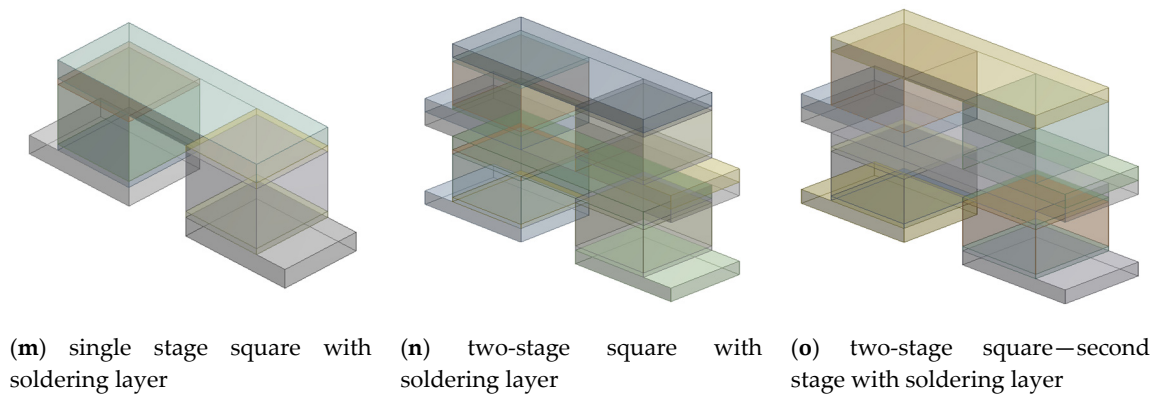 (m) single stage square with
soldering layer
(n) two-stage square with
soldering layer
(o) two-stage square—second
stage with soldering layer